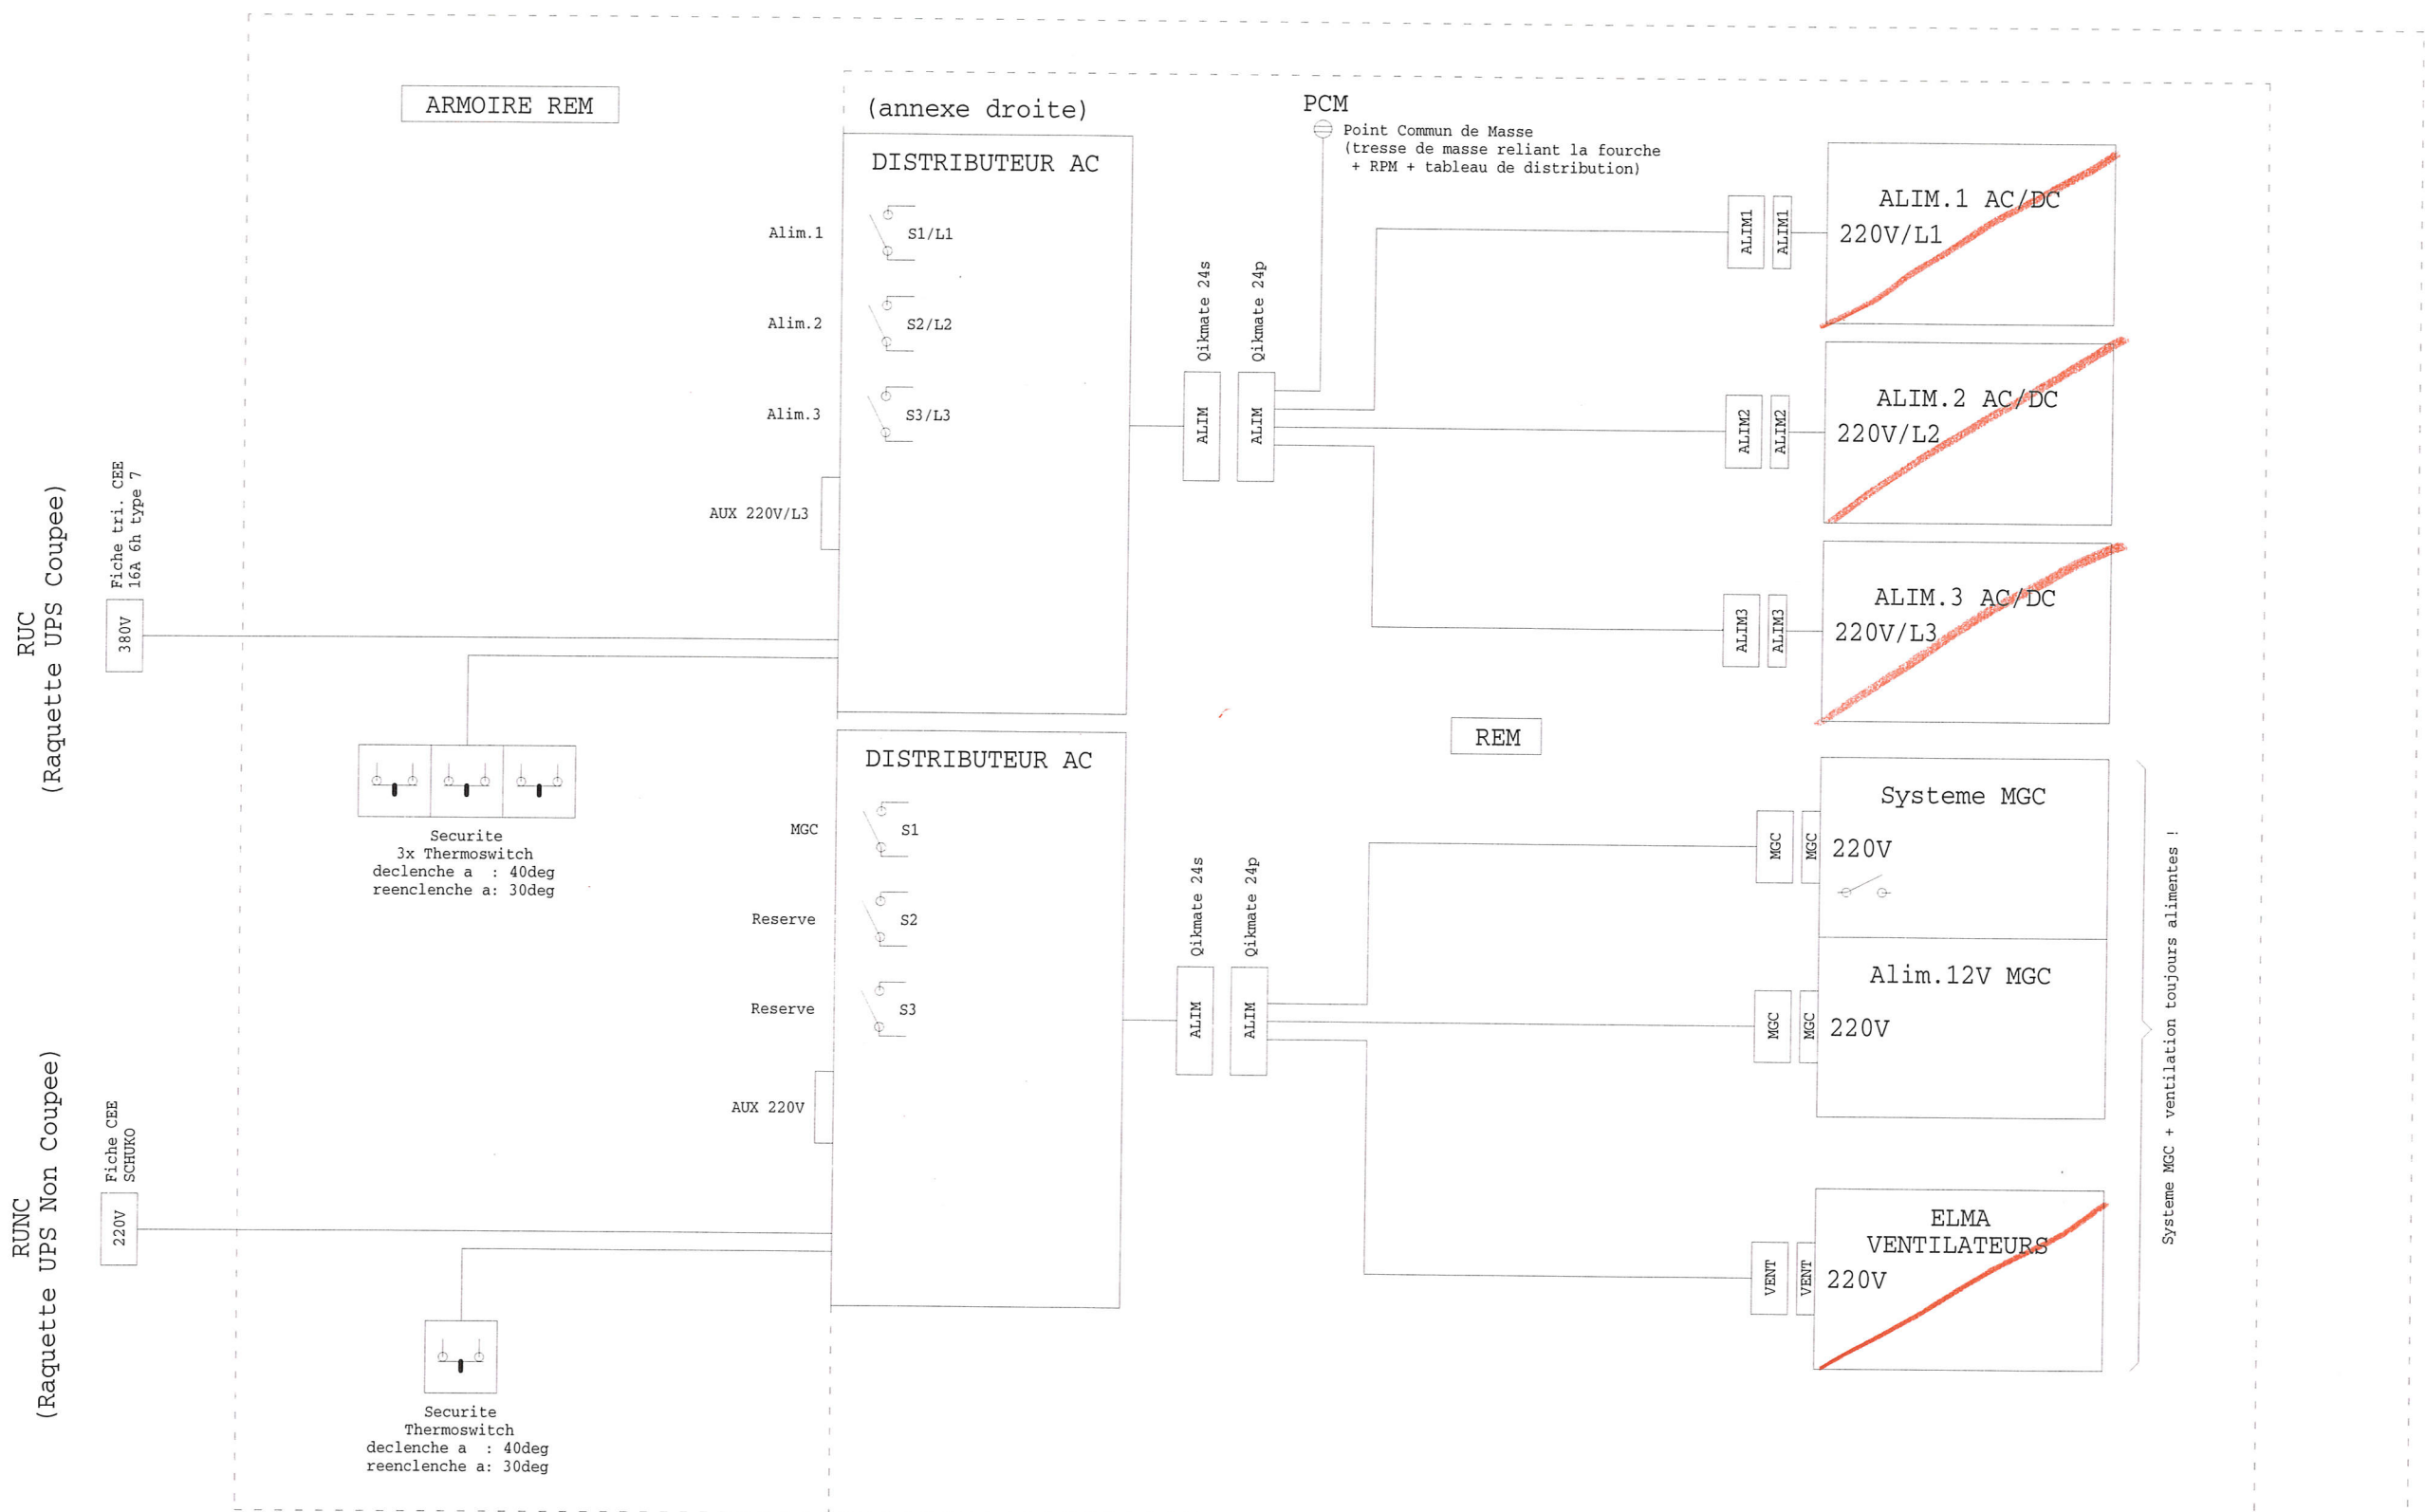 ARMOIRE REM
(annexe droite)
PCM
Point Commun de Masse
(tresse de masse reliant la fourche
+ RPM + tableau de distribution)
RUC
(Raquette UPS Coupee)
Fiche tri. CEE
16A 6h type 7
380V
DISTRIBUTEUR AC
Alim.1
S1/L1
Alim.2
S2/L2
Alim.3
S3/L3
AUX 220V/L3
Qikmate 24s
ALIM
Qikmate 24p
ALIM
ALIM1
ALIM1
ALIM.1 AC/DC
220V/L1
ALIM2
ALIM2
ALIM.2 AC/DC
220V/L2
ALIM3
ALIM3
ALIM.3 AC/DC
220V/L3
Securite
3x Thermoswitch
declenche a : 40deg
reenclenche a: 30deg
REM
RUNC
(Raquette UPS Non Coupee)
Fiche CEE
SCHUKO
220V
DISTRIBUTEUR AC
MGC
S1
Reserve
S2
Reserve
S3
AUX 220V
Qikmate 24s
ALIM
Qikmate 24p
ALIM
MGC
MGC
Systeme MGC
220V
MGC
MGC
Alim.12V MGC
220V
VENT
VENT
ELMA
VENTILATEURS
220V
Systeme MGC + ventilation toujours alimentes !
Securite
Thermoswitch
declenche a : 40deg
reenclenche a: 30deg